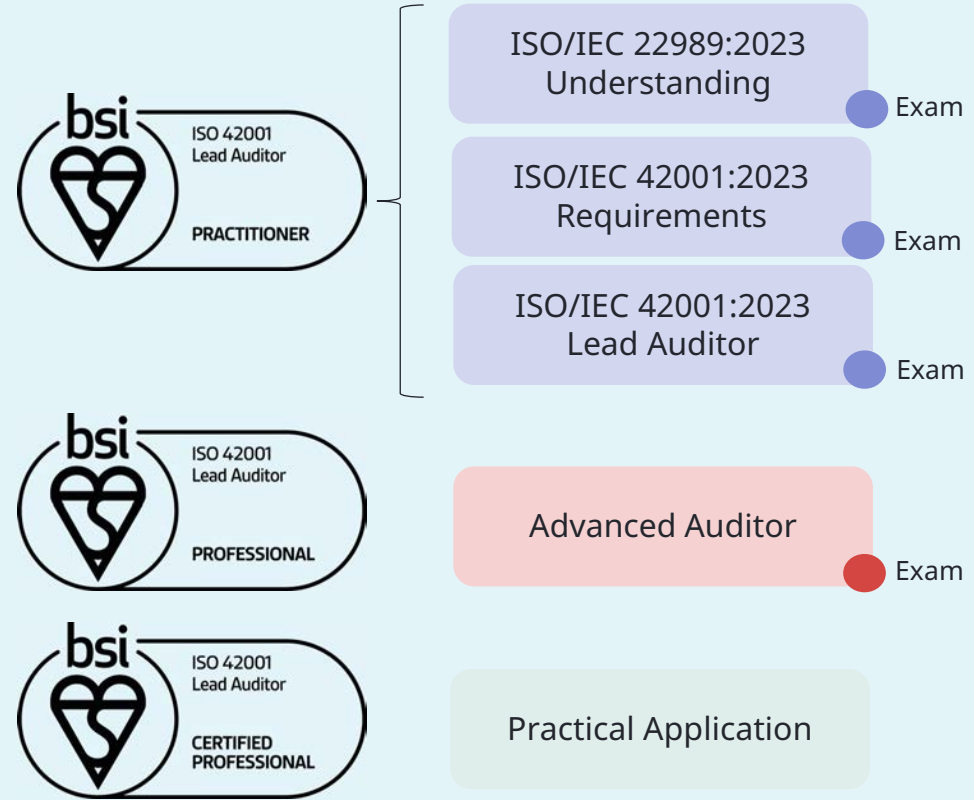 bsi
ISO 42001
Lead Auditor
PRACTITIONER
ISO/IEC 22989:2023
Understanding
Exam
ISO/IEC 42001:2023
Requirements
Exam
ISO/IEC 42001:2023
Lead Auditor
Exam
bsi
ISO 42001
Lead Auditor
PROFESSIONAL
Advanced Auditor
Exam
bsi
ISO 42001
Lead Auditor
CERTIFIED
PROFESSIONAL
Practical Application